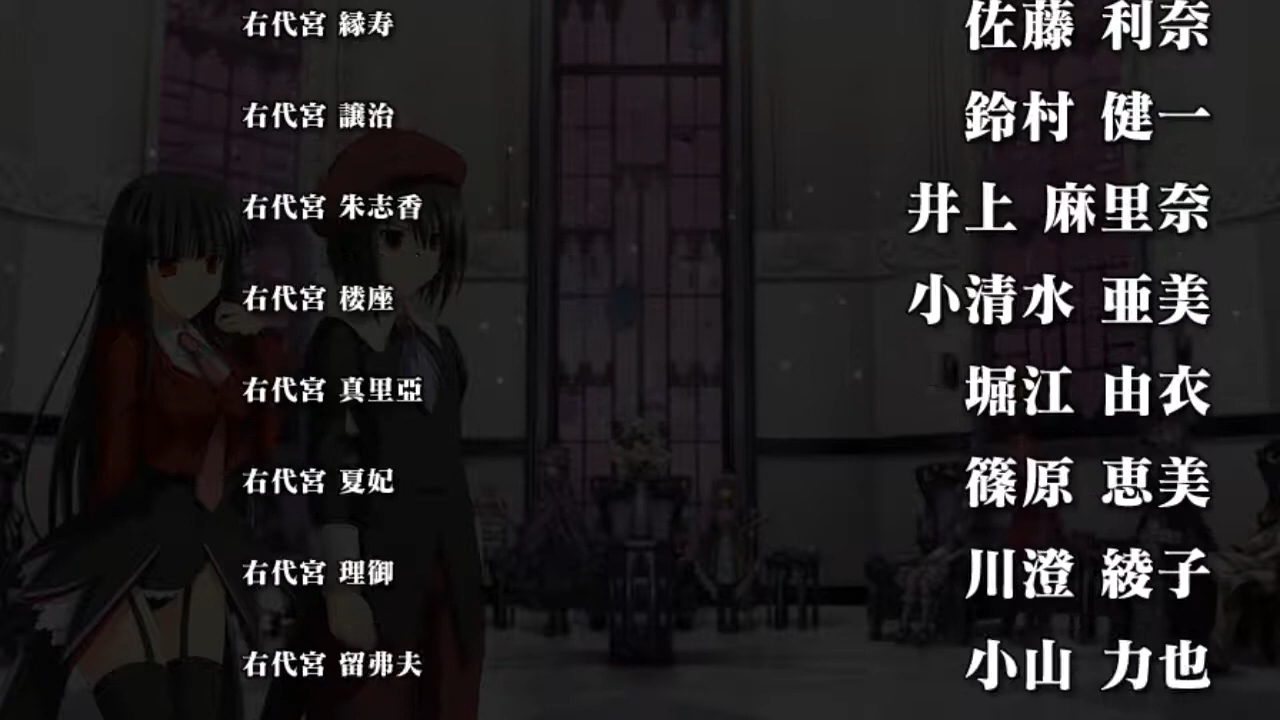 右代宮 縁寿 佐藤 利奈
右代宮 譲治 鈴村 健一
右代宮 朱志香 井上 麻里奈
右代宮 楼座 小清水 亜美
右代宮 真里亞 堀江 由衣
右代宮 夏妃 篠原 恵美
右代宮 理御 川澄 綾子
右代宮 留弗夫 小山 力也